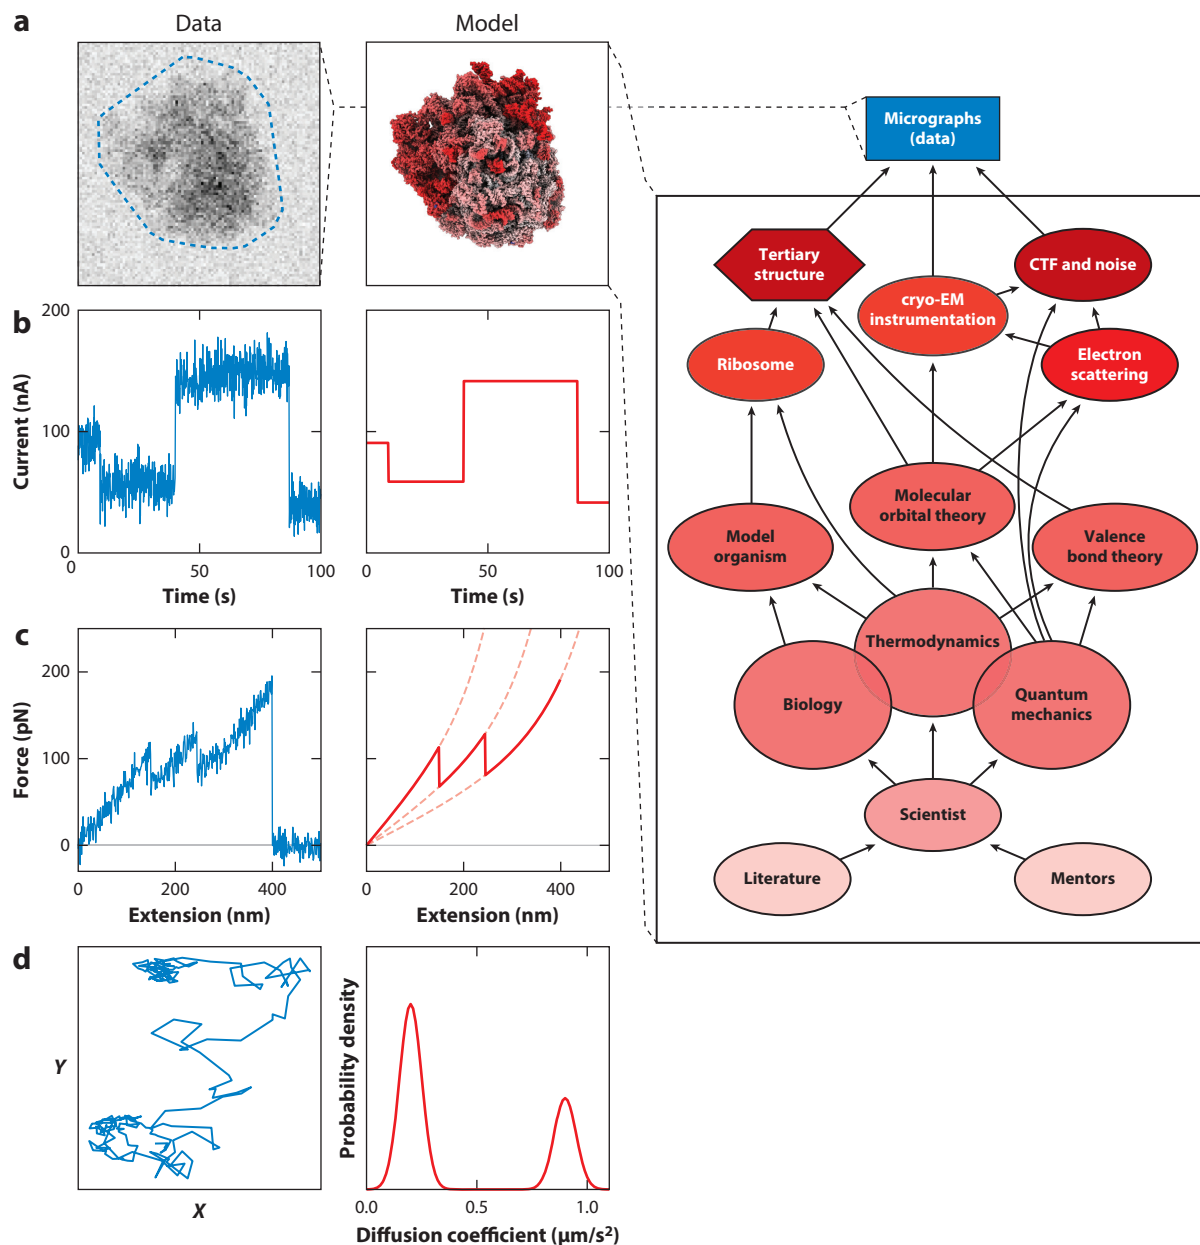 a
Data
Model
Micrographs
(data)
Tertiary
structure
CTF and noise
cryo-EM
instrumentation
Ribosome
Electron
scattering
Molecular
orbital theory
Model
organism
Valence
bond theory
Thermodynamics
Biology
Quantum
mechanics
Scientist
Literature
Mentors
b
200
100
0
Current (nA)
0
50
100
Time (s)
0
50
100
Time (s)
c
200
100
0
Force (pN)
0
200
400
Extension (nm)
0
200
400
Extension (nm)
d
Y
X
Probability density
0.0
0.5
1.0
Diffusion coefficient (μm/s²)